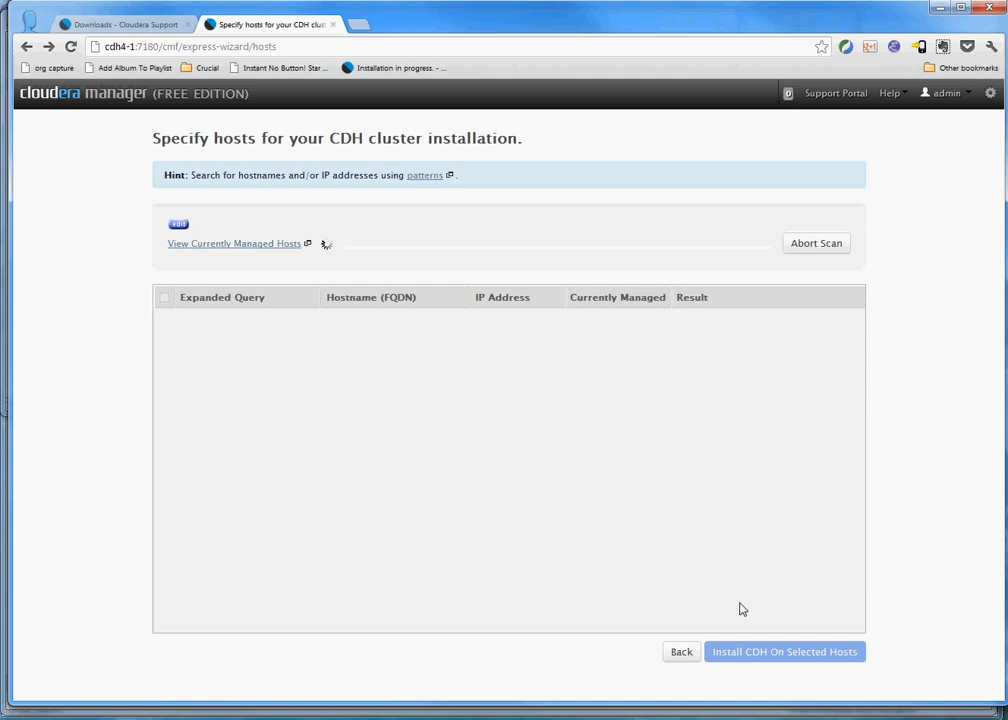 Downloads - Cloudera Support
Specify hosts for your CDH clust
cdh4-1:7180/cmf/express-wizard/hosts
org capture
Add Album To Playlist
Crucial
Instant No Button! Star ...
Installation in progress. - ...
Other bookmarks
cloudera manager (FREE EDITION)
Support Portal
Help
admin
Specify hosts for your CDH cluster installation.
Hint: Search for hostnames and/or IP addresses using patterns .
edit
View Currently Managed Hosts
Abort Scan
Expanded Query Hostname (FQDN) IP Address Currently Managed Result
Back
Install CDH On Selected Hosts